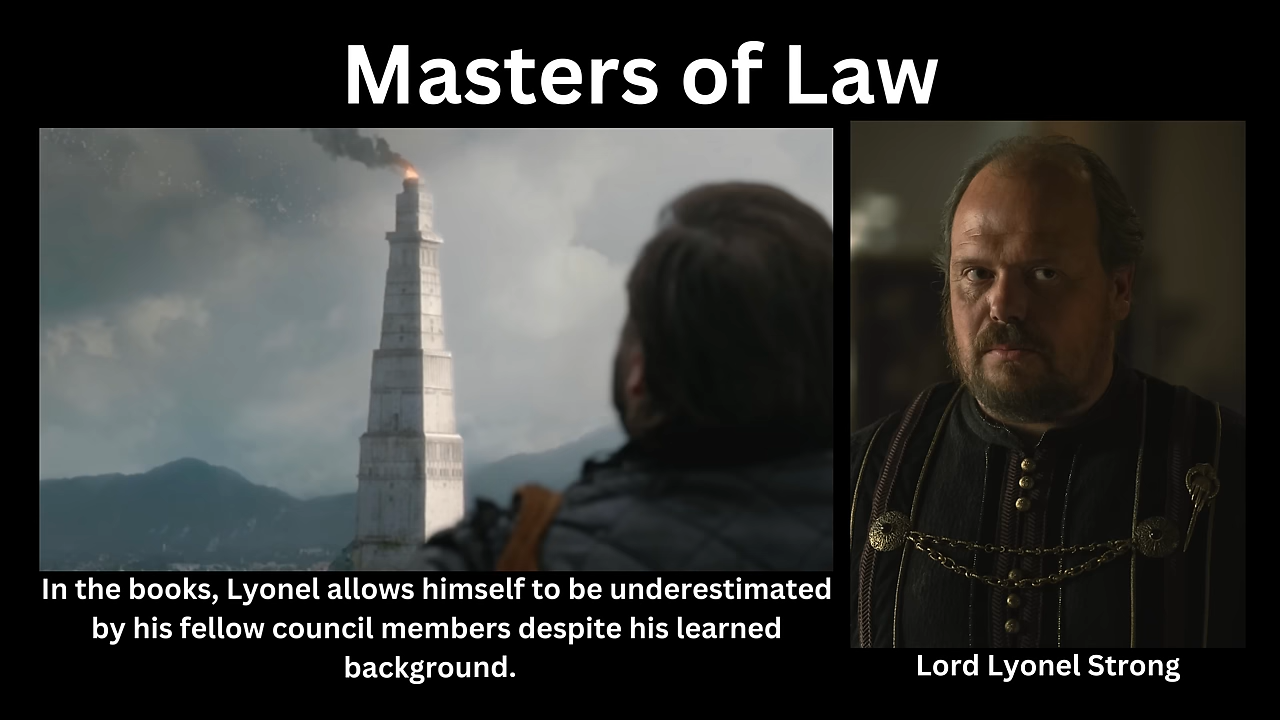 Masters of Law
In the books, Lyonel allows himself to be underestimated
by his fellow council members despite his learned
background.
Lord Lyonel Strong